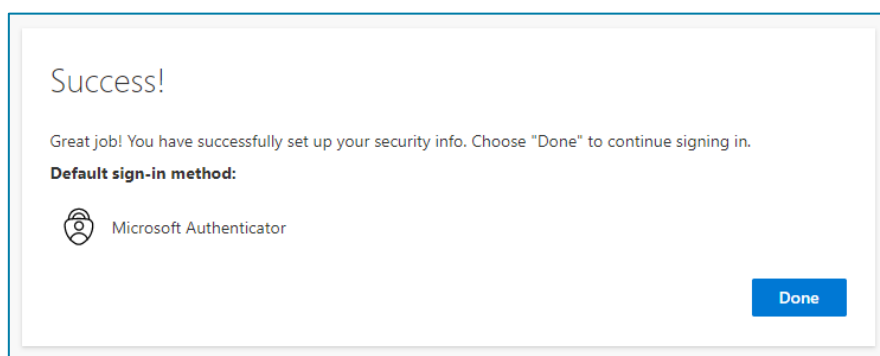 Success!
Great job! You have successfully set up your security info. Choose "Done" to continue signing in.
Default sign-in method:
Microsoft Authenticator
Done